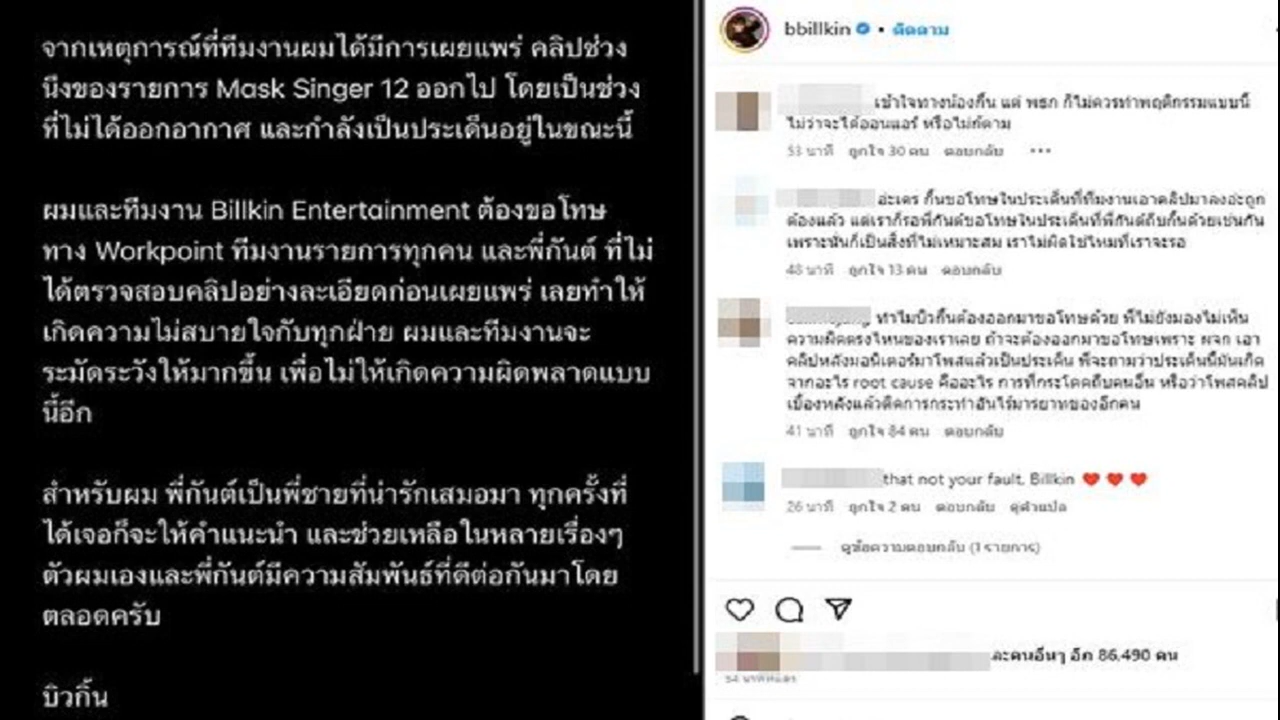 จากเหตุการณ์ที่ทีมงานผมได้มีการเผยแพร่ คลิปช่วง
นึงของรายการ Mask Singer 12 ออกไป โดยเป็นช่วง
ที่ไม่ได้ออกอากาศ และกำลังเป็นประเด็นอยู่ในขณะนี้
ผมและทีมงาน Billkin Entertainment ต้องขอโทษ
ทาง Workpoint ทีมงานรายการทุกคน และพี่กันต์ ที่ไม่
ได้ตรวจสอบคลิปอย่างละเอียดก่อนเผยแพร่ เลยทำให้
เกิดความไม่สบายใจกับทุกฝ่าย ผมและทีมงานจะ
ระมัดระวังให้มากขึ้น เพื่อไม่ให้เกิดความผิดพลาดแบบ
นี้อีก
สำหรับผม พี่กันต์เป็นพี่ชายที่น่ารักเสมอมา ทุกครั้งที่
ได้เจอก็จะให้คำแนะนำ และช่วยเหลือในหลายเรื่องๆ
ตัวผมเองและพี่กันต์มีความสัมพันธ์ที่ดีต่อกันมาโดย
ตลอดครับ
บิวกิ้น
bbillkin • ติดตาม
เข้าใจทางน้องกิ้น แต่ พธก ก็ไม่ควรทำพฤติกรรมแบบนี้
ไม่ว่าจะได้ออนแอร์ หรือไม่ก็ตาม
53 นาที ถูกใจ 30 คน ตอบกลับ •••
อ่ะเคร กิ้นขอโทษในประเด็นที่ทีมงานเอาคลิปมาลงอ่ะถูก
ต้องแล้ว แต่เราก็รอพี่กันต์ขอโทษในประเด็นที่พี่กันต์ถีบกิ้นด้วยเช่นกัน
เพราะนั่นก็เป็นสิ่งที่ไม่เหมาะสม เราไม่ผิดใช่ไหมที่เราจะรอ
48 นาที ถูกใจ 13 คน ตอบกลับ
ทำไมบิวกิ้นต้องออกมาขอโทษด้วย พี่ไม่ยังมองไม่เห็น
ความผิดตรงไหนของเราเลย ถ้าจะต้องออกมาขอโทษเพราะ ผจก เอา
คลิปหลังมอนิเตอร์มาโพสแล้วเป็นประเด็น พี่จะถามว่าประเด็นนี้มันเกิด
จากอะไร root cause คืออะไร การที่กระโดดถีบคนอื่น หรือว่าโพสคลิป
เบื้องหลังแล้วติดการกระทำอันไร้มารยาทของอีกคน
41 นาที ถูกใจ 84 คน ตอบกลับ
that not your fault, Billkin ❤️❤️❤️
26 นาที ถูกใจ 2 คน ตอบกลับ ดูคำแปล
ดูข้อความตอบกลับ (1 รายการ)
ละคนอื่นๆ อีก 86,490 คน
54 นาทีที่แล้ว